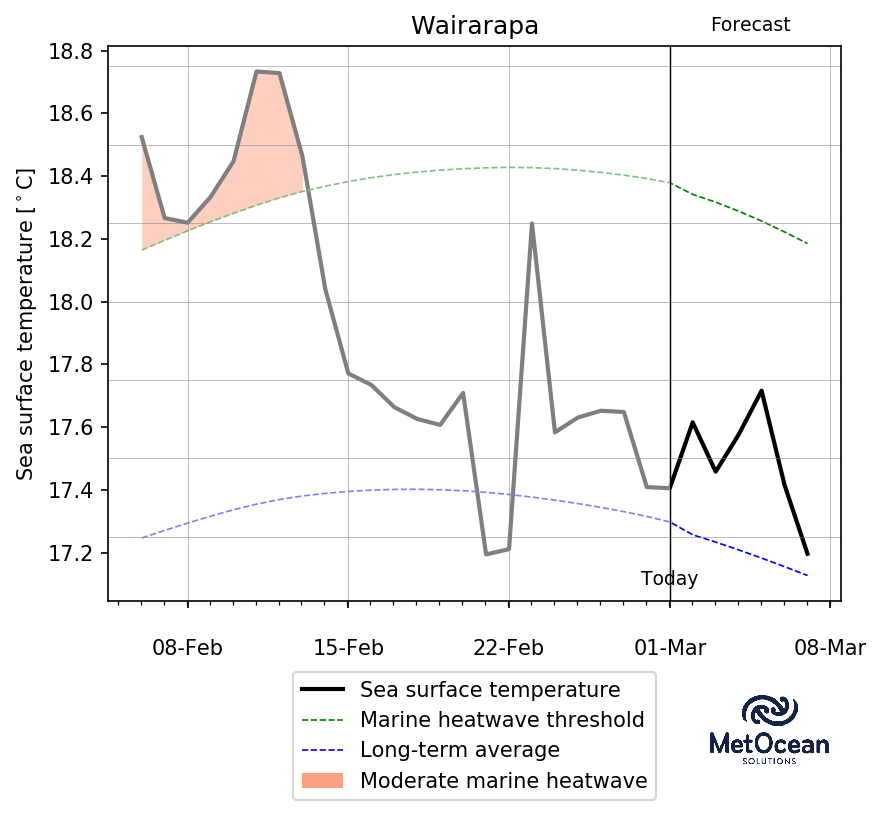 Wairarapa
Forecast
Sea surface temperature [°C]
18.8
18.6
18.4
18.2
18.0
17.8
17.6
17.4
17.2
Today
08-Feb
15-Feb
22-Feb
01-Mar
08-Mar
Sea surface temperature
Marine heatwave threshold
Long-term average
Moderate marine heatwave
MetOcean
SOLUTIONS